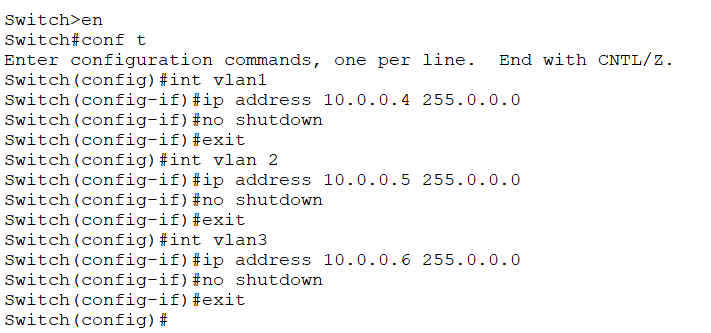 Switch>en
Switch#conf t
Enter configuration commands, one per line.  End with CNTL/Z.
Switch(config)#int vlan1
Switch(config-if)#ip address 10.0.0.4 255.0.0.0
Switch(config-if)#no shutdown
Switch(config-if)#exit
Switch(config)#int vlan 2
Switch(config-if)#ip address 10.0.0.5 255.0.0.0
Switch(config-if)#no shutdown
Switch(config-if)#exit
Switch(config)#int vlan3
Switch(config-if)#ip address 10.0.0.6 255.0.0.0
Switch(config-if)#no shutdown
Switch(config-if)#exit
Switch(config)#